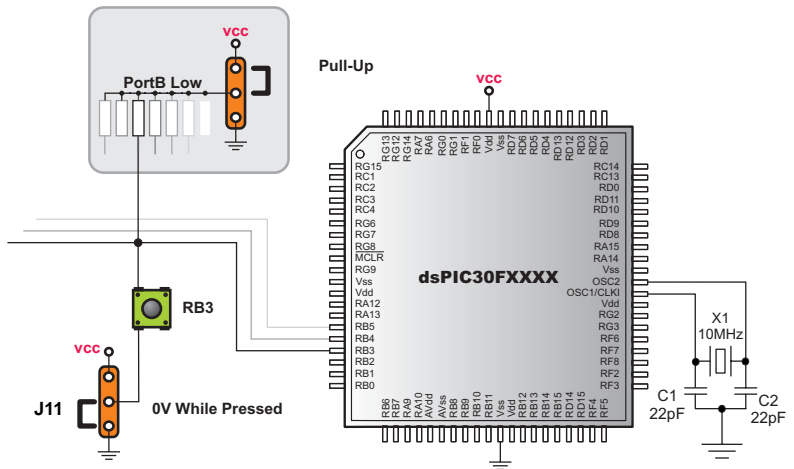 vcc
PortB Low
Pull-Up
vcc
RG13
RG12
RG14
RA7
RA6
RG0
RG1
RF1
RF0
Vdd
Vss
RD7
RD6
RD5
RD4
RD13
RD12
RD3
RD2
RD1
RG15
RC1
RC2
RC3
RC4
RG6
RG7
RG8
MCLR
RG9
Vss
Vdd
RA12
RA13
RB5
RB4
RB3
RB2
RB1
RB0
dsPIC30FXXXX
RC14
RC13
RD0
RD11
RD10
RD9
RD8
RA15
RA14
Vss
OSC2
OSC1/CLKI
Vdd
RG2
RG3
RF6
RF7
RF8
RF2
RF3
RB6
RB7
RA9
RA10
AVdd
AVss
RB8
RB9
RB10
RB11
Vss
Vdd
RB12
RB13
RB14
RB15
RD14
RD15
RF4
RF5
X1
10MHz
C1
22pF
C2
22pF
RB3
vcc
J11
0V While Pressed